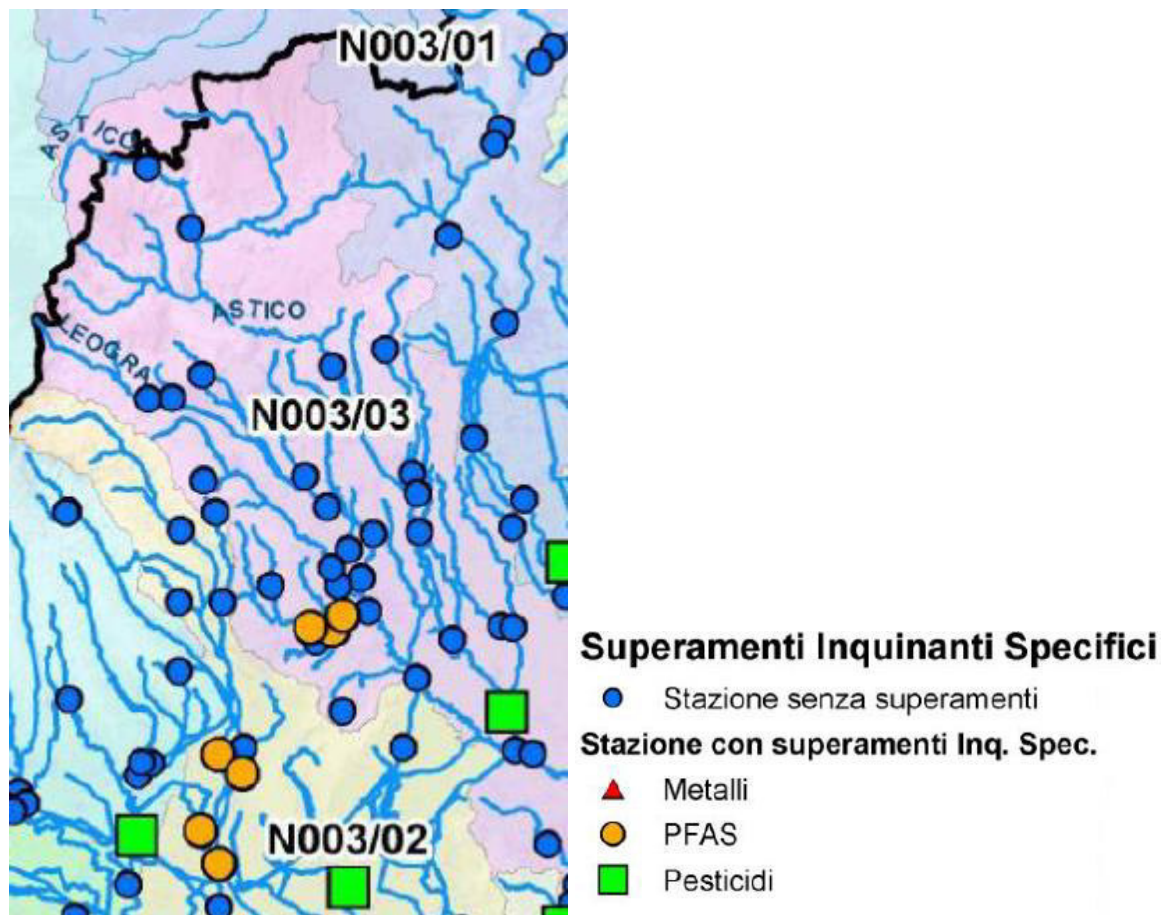 N003/01
ASTICO
ASTICO
LEOGRA
N003/03
N003/02
Superamenti Inquinanti Specifici
Stazione senza superamenti
Stazione con superamenti Inq. Spec.
Metalli
PFAS
Pesticidi